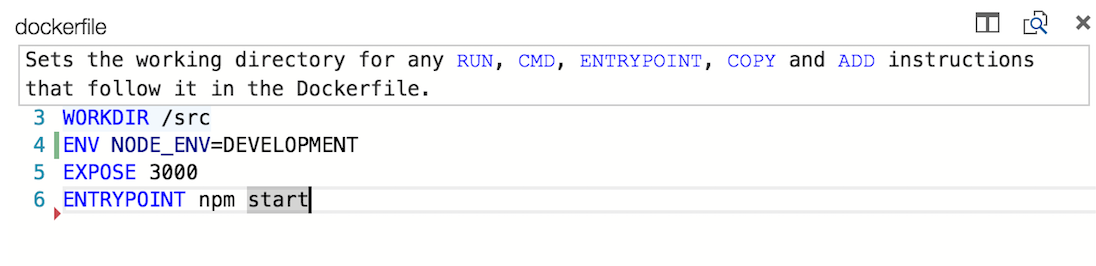 dockerfile
Sets the working directory for any RUN, CMD, ENTRYPOINT, COPY and ADD instructions
that follow it in the Dockerfile.
3 WORKDIR /src
4 ENV NODE_ENV=DEVELOPMENT
5 EXPOSE 3000
6 ENTRYPOINT npm start